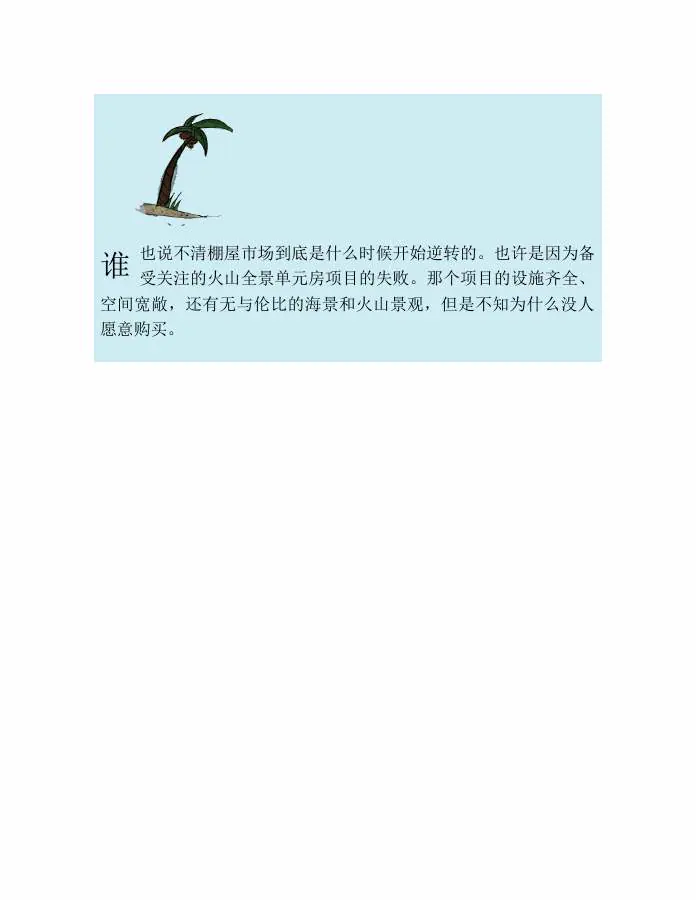 谁也说不清棚屋市场到底是什么时候开始逆转的。也许是因为备
受关注的火山全景单元房项目的失败。那个项目的设施齐全、
空间宽敞，还有无与伦比的海景和火山景观，但是不知为什么没人
愿意购买。